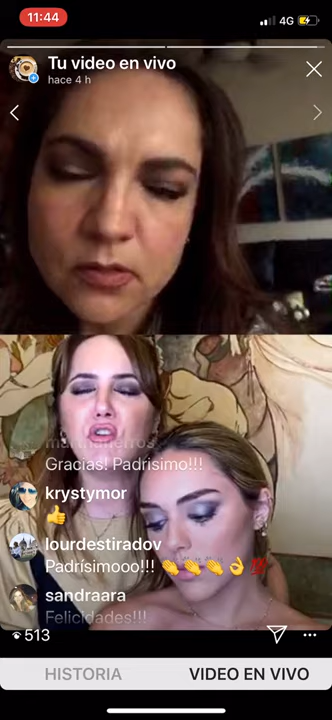 11:44
4G
Tu video en vivo
hace 4 h
Gracias! Padrisimo!!!
krystymor
👍
lourdestiradov
Padrísimooo!!! 👏👏👏👌💯
sandraara
Felicidades!!!
513
HISTORIA
VIDEO EN VIVO